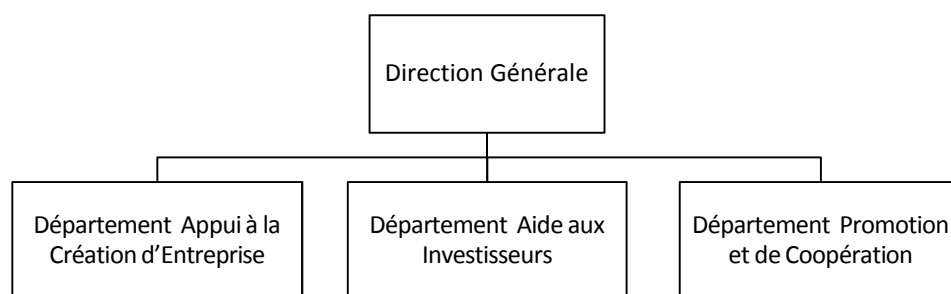 Direction Générale
Département Appui à la
Création d’Entreprise
Département Aide aux
Investisseurs
Département Promotion
et de Coopération